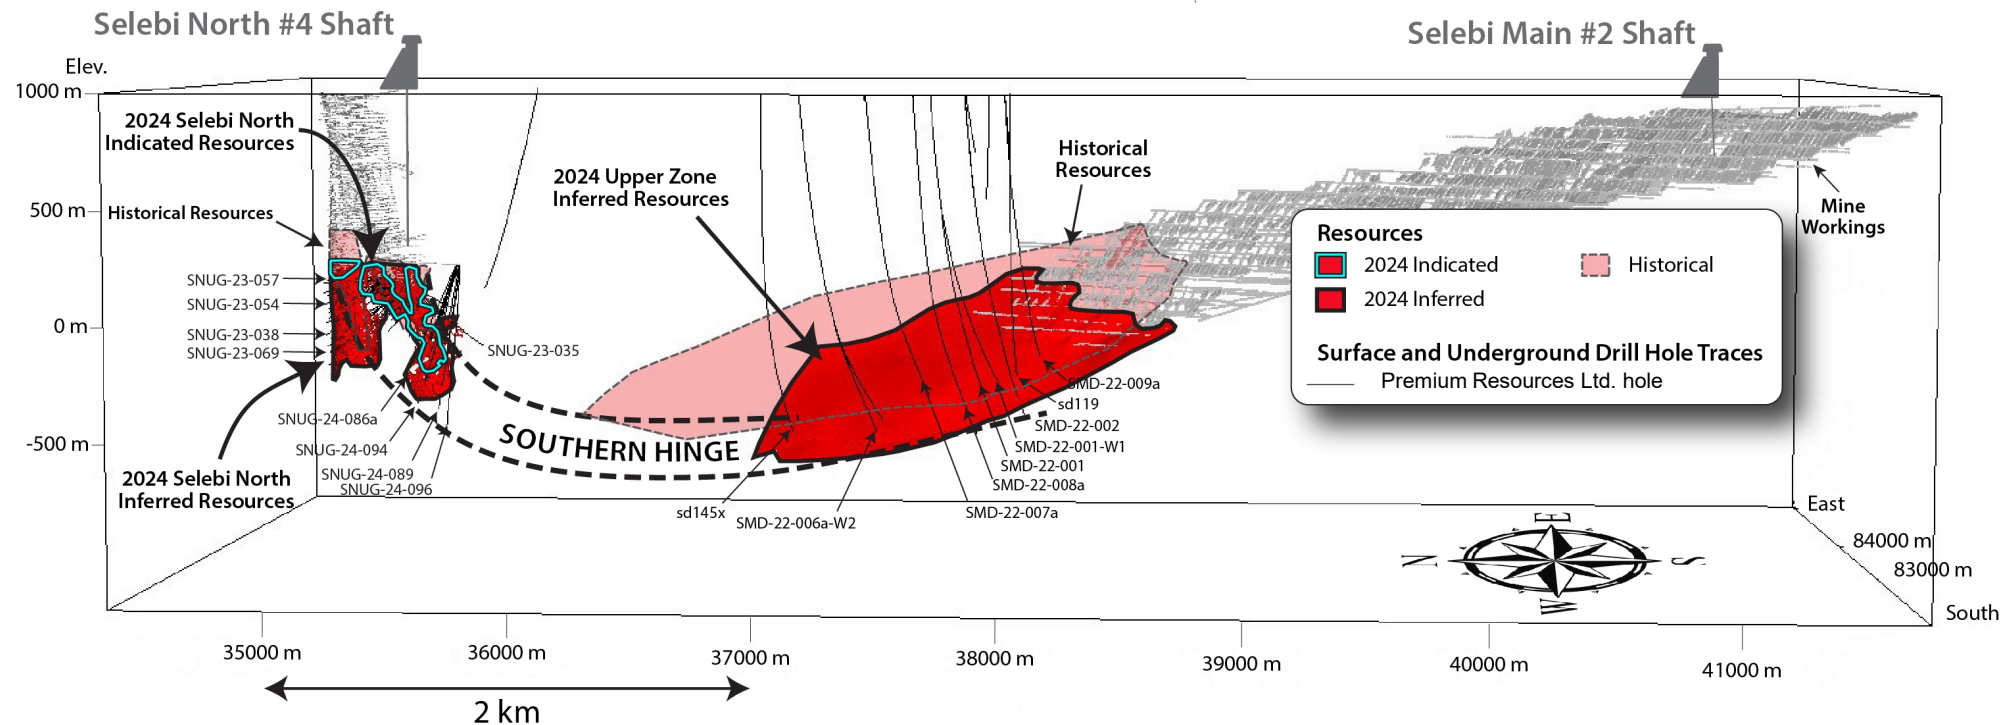 Selebi North #4 Shaft
Selebi Main #2 Shaft
Elev.
1000 m
500 m
0 m
-500 m
2024 Selebi North
Indicated Resources
Historical Resources
SNUG-23-057
SNUG-23-054
SNUG-23-038
SNUG-23-069
SNUG-23-035
SNUG-24-086a
SNUG-24-094
SNUG-24-089
SNUG-24-096
2024 Selebi North
Inferred Resources
2024 Upper Zone
Inferred Resources
Historical
Resources
Mine
Workings
SOUTHERN HINGE
SMD-22-009a
sd119
SMD-22-002
SMD-22-001-W1
SMD-22-001
SMD-22-008a
SMD-22-007a
sd145x
SMD-22-006a-W2
Resources
2024 Indicated
Historical
2024 Inferred
Surface and Underground Drill Hole Traces
Premium Resources Ltd. hole
East
84000 m
83000 m
South
E
N
S
W
35000 m
36000 m
37000 m
38000 m
39000 m
40000 m
41000 m
2 km